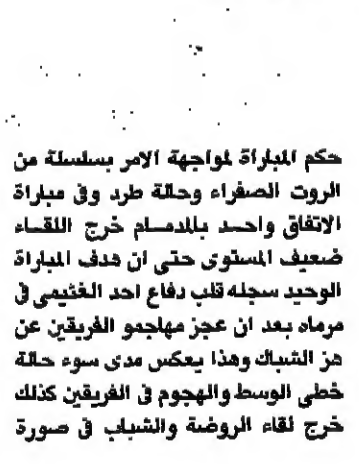 حكم المباراة لمواجهة الامر بسلسلة من
الروت الصفراء وحالة طرد وفي مباراة
الاتفاق واحد بالدمام خرج اللقاء
ضعيف المستوى حتى ان هدف المباراة
الوحيد سجله قلب دفاع احد الغثيمى في
مرماه بعد ان عجز مهاجمو الفريقين عن
هز الشباك وهذا يعكس مدى سوء حالة
خطى الوسط والهجوم في الفريقين كذلك
خرج لقاء الروضة والشباب في صورة